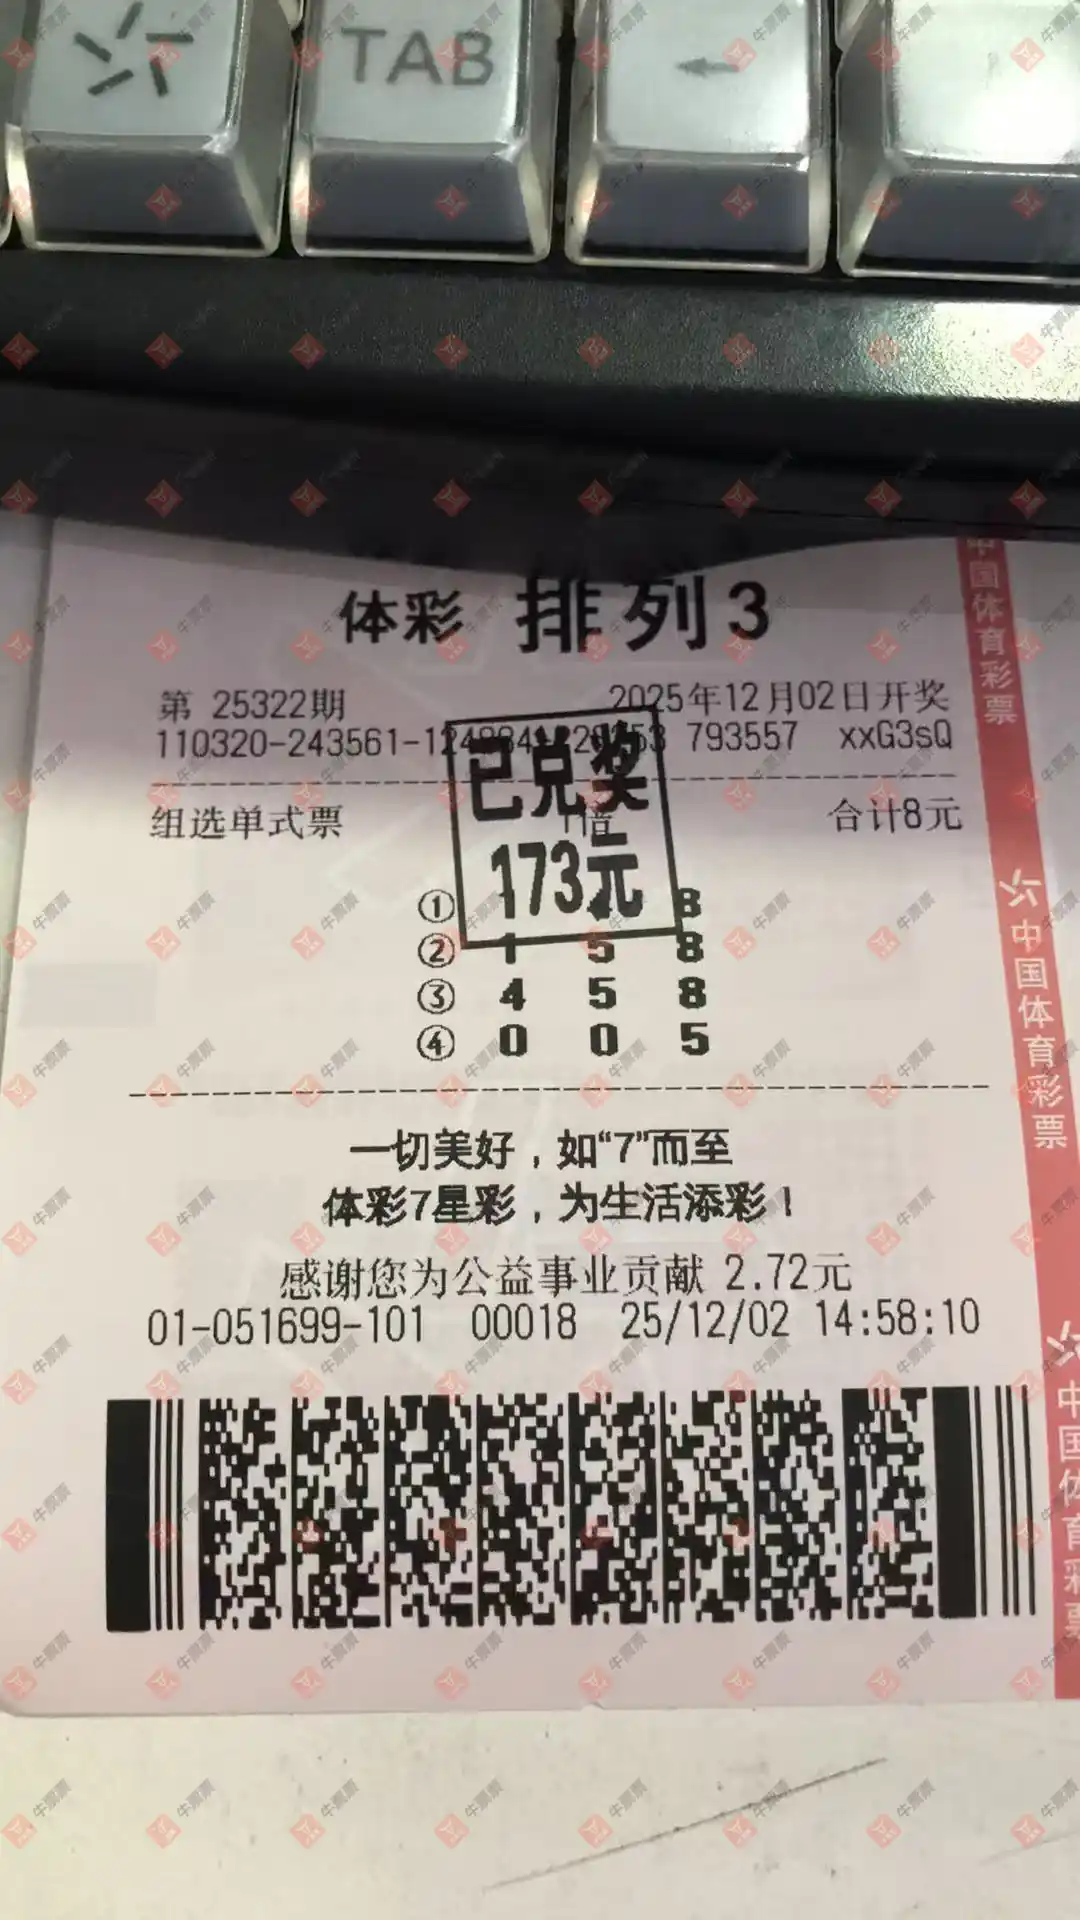 TAB
←
体彩 排列3
第 25322期 2025年12月02日开奖
793557 xxG3sQ
已兑奖
173元
组选单式票 合计8元
① 8
② 1 5 8
③ 4 5 8
④ 0 0 5
一切美好，如“7”而至
体彩7星彩，为生活添彩！
感谢您为公益事业贡献 2.72元
01-051699-101 00018 25/12/02 14:58:10
中国体育彩票
中国体育彩票
中国体育彩票
牛票票